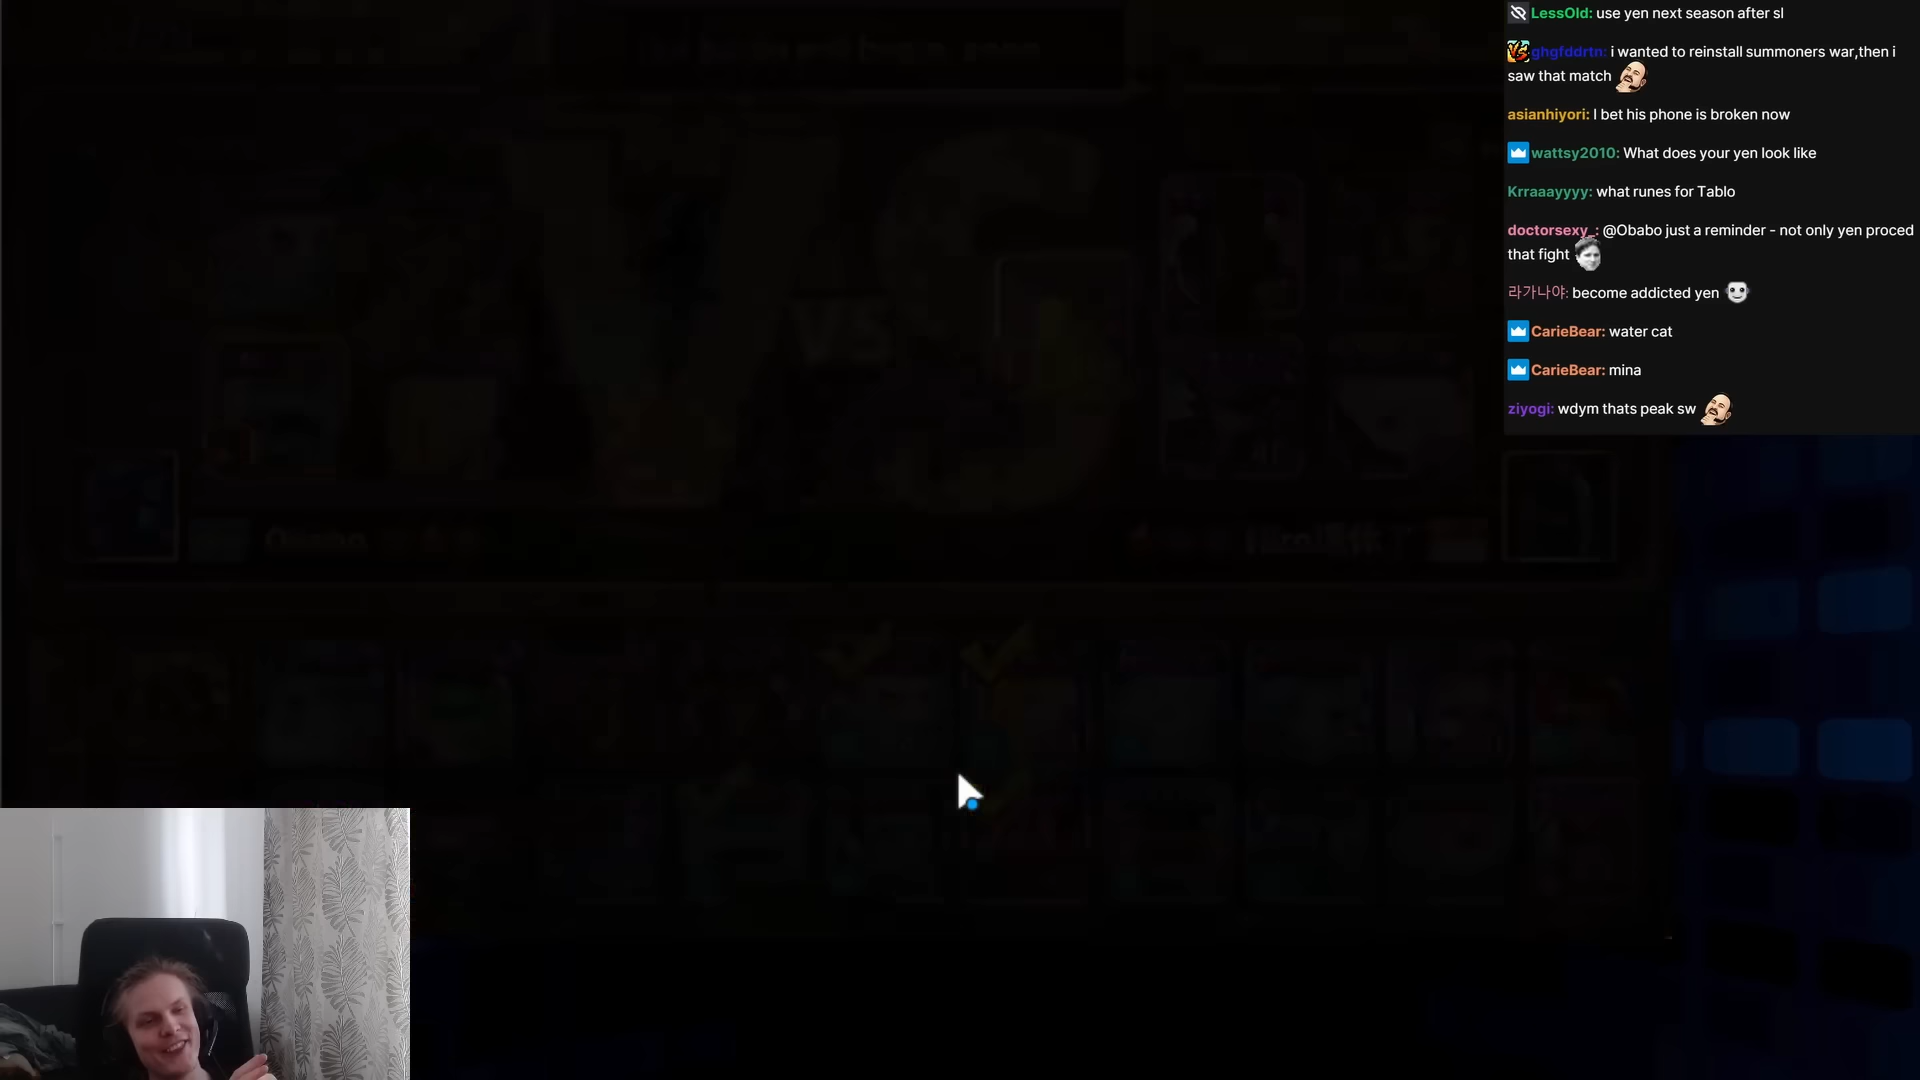 LessOld: use yen next season after sl
ghgfddrtn: i wanted to reinstall summoners war,then i
saw that match
asianhiyori: I bet his phone is broken now
wattsy2010: What does your yen look like
Krraaayyyy: what runes for Tablo
doctorsexy_: @Obabo just a reminder - not only yen proced
that fight
라가나야: become addicted yen
CarieBear: water cat
CarieBear: mina
ziyogi: wdym thats peak sw